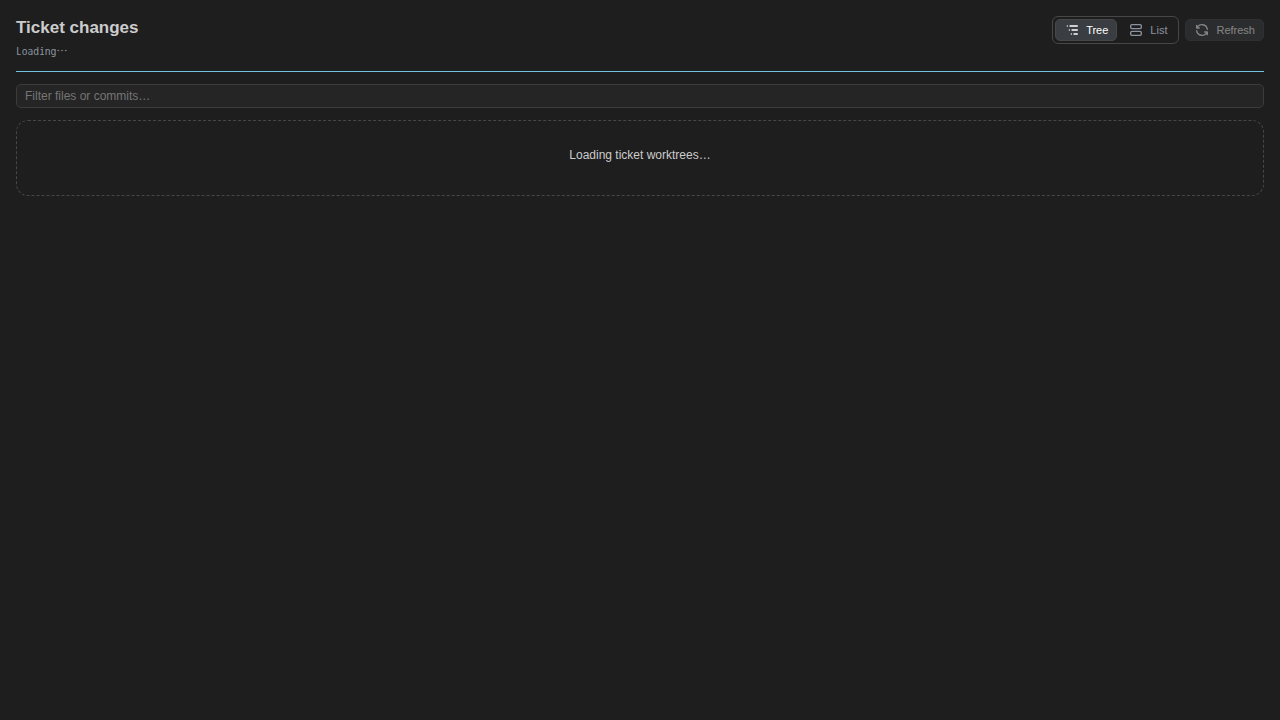 Ticket changes
Tree
List
Refresh
Loading…
Filter files or commits…
Loading ticket worktrees…